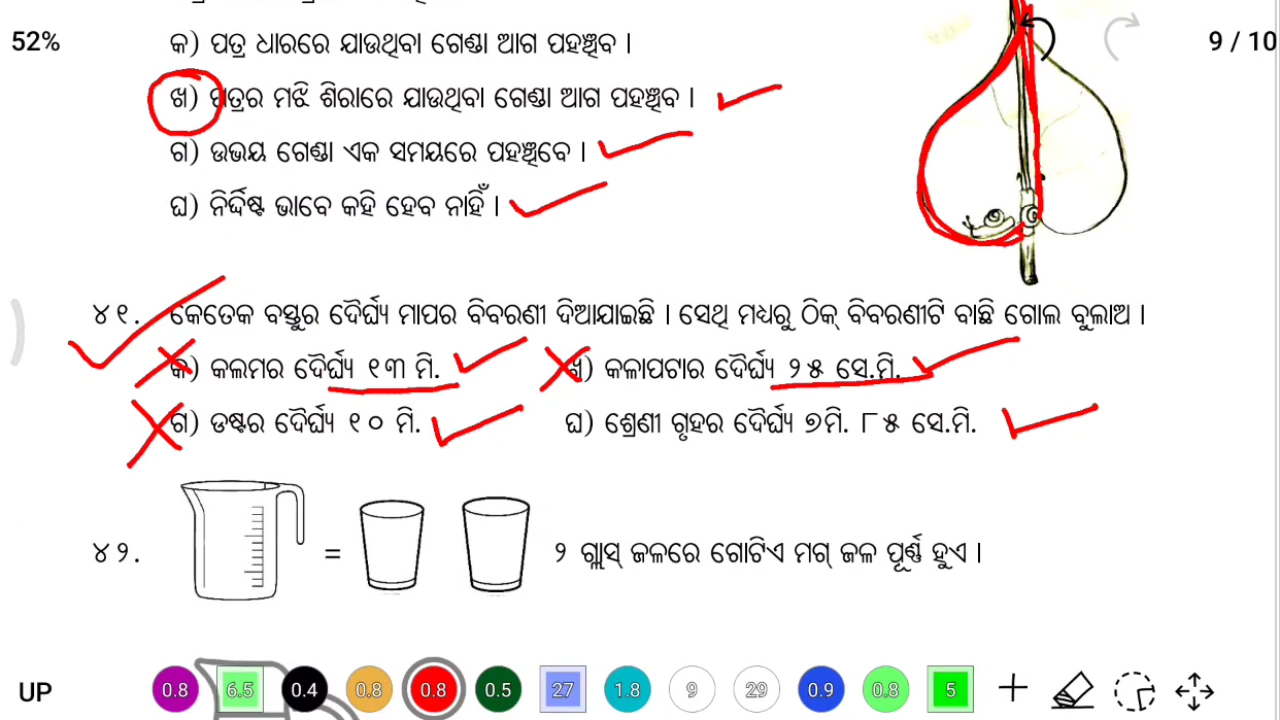 52%
9 / 10
କ) ପତ୍ର ଧାରରେ ଯାଉଥିବା ଗେଣ୍ଡା ଆଗ ପହଞ୍ଚିବ ।
ଖ) ପତ୍ରର ମଝି ଶିରାରେ ଯାଉଥିବା ଗେଣ୍ଡା ଆଗ ପହଞ୍ଚିବ ।
ଗ) ଉଭୟ ଗେଣ୍ଡା ଏକ ସମୟରେ ପହଞ୍ଚିବେ ।
ଘ) ନିର୍ଦ୍ଦିଷ୍ଟ ଭାବେ କହି ହେବ ନାହିଁ ।
୪୧. କେତେକ ବସ୍ତୁର ଦୈର୍ଘ୍ୟ ମାପର ବିବରଣୀ ଦିଆଯାଇଛି । ସେଥି ମଧ୍ୟରୁ ଠିକ୍ ବିବରଣୀଟି ବାଛି ଗୋଲ ବୁଲାଅ ।
କ) କଲମର ଦୈର୍ଘ୍ୟ ୧୩ ମି. ଖ) କଳାପଟାର ଦୈର୍ଘ୍ୟ ୨୫ ସେ.ମି.
ଗ) ଡଷ୍ଟର ଦୈର୍ଘ୍ୟ ୧୦ ମି. ଘ) ଶ୍ରେଣୀ ଗୃହର ଦୈର୍ଘ୍ୟ ୭ମି. ୮୫ ସେ.ମି.
୪୨. = ୨ ଗ୍ଲାସ୍ ଜଳରେ ଗୋଟିଏ ମଗ୍ ଜଳ ପୂର୍ଣ୍ଣ ହୁଏ ।
UP 0.8 6.5 0.4 0.8 0.8 0.5 27 1.8 9 29 0.9 0.8 5